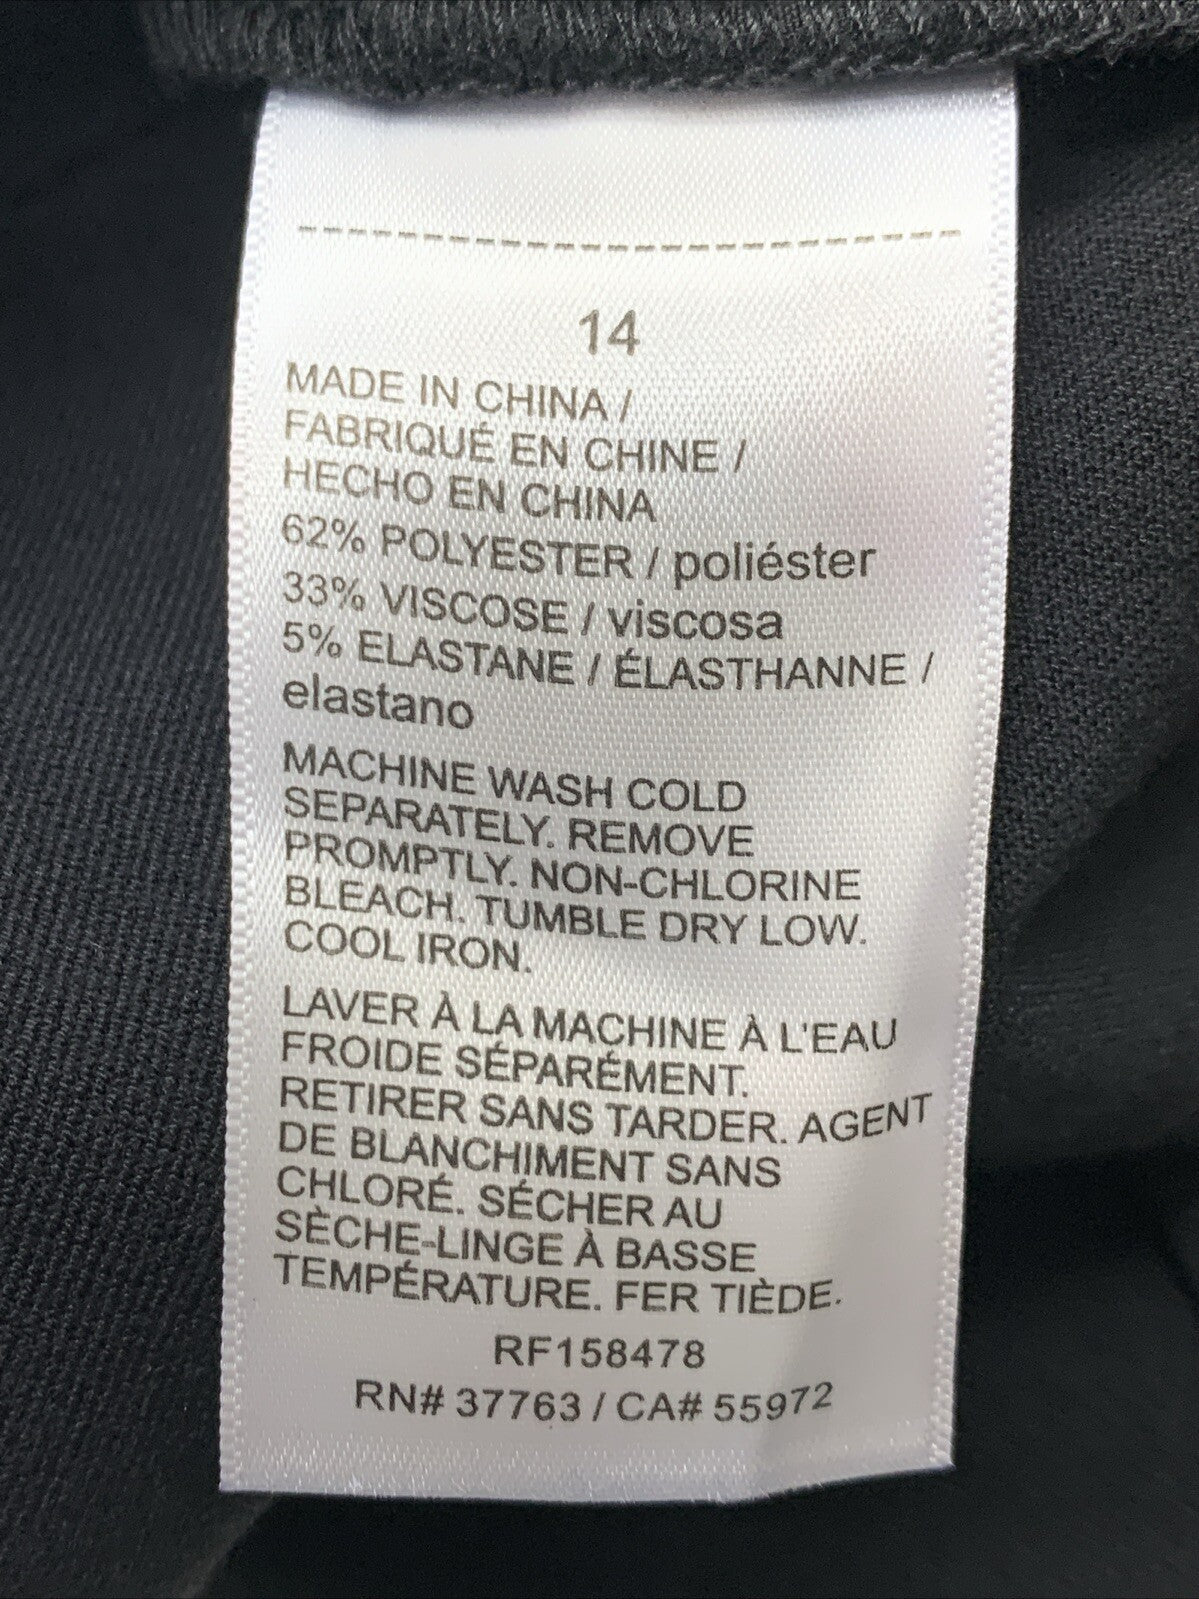 14
MADE IN CHINA /
FABRIQUÉ EN CHINE /
HECHO EN CHINA
62% POLYESTER / poliéster
33% VISCOSE / viscosa
5% ELASTANE / ÉLASTHANNE /
elastano
MACHINE WASH COLD
SEPARATELY. REMOVE
PROMPTLY. NON-CHLORINE
BLEACH. TUMBLE DRY LOW.
COOL IRON.
LAVER À LA MACHINE À L'EAU
FROIDE SÉPARÉMENT.
RETIRER SANS TARDER. AGENT
DE BLANCHIMENT SANS
CHLORÉ. SÉCHER AU
SÈCHE-LINGE À BASSE
TEMPÉRATURE. FER TIÈDE.
RF158478
RN# 37763 / CA# 55972